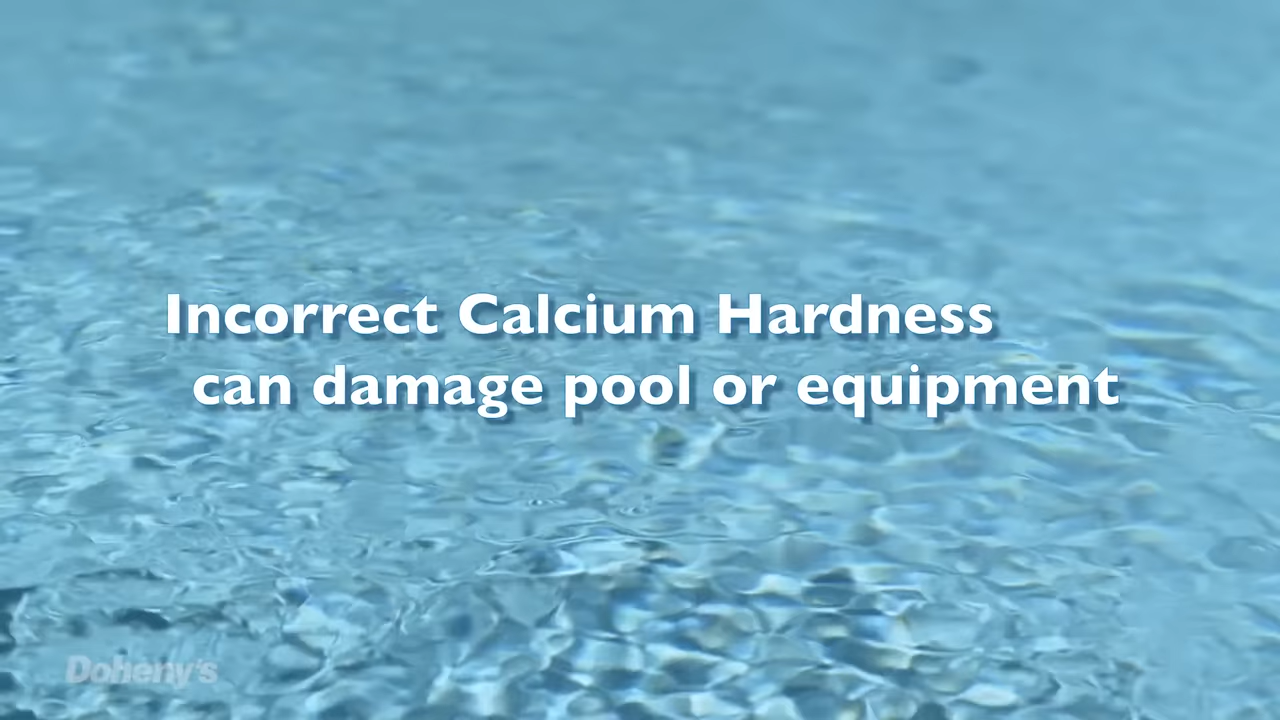 Incorrect Calcium Hardness
can damage pool or equipment
Doheny's